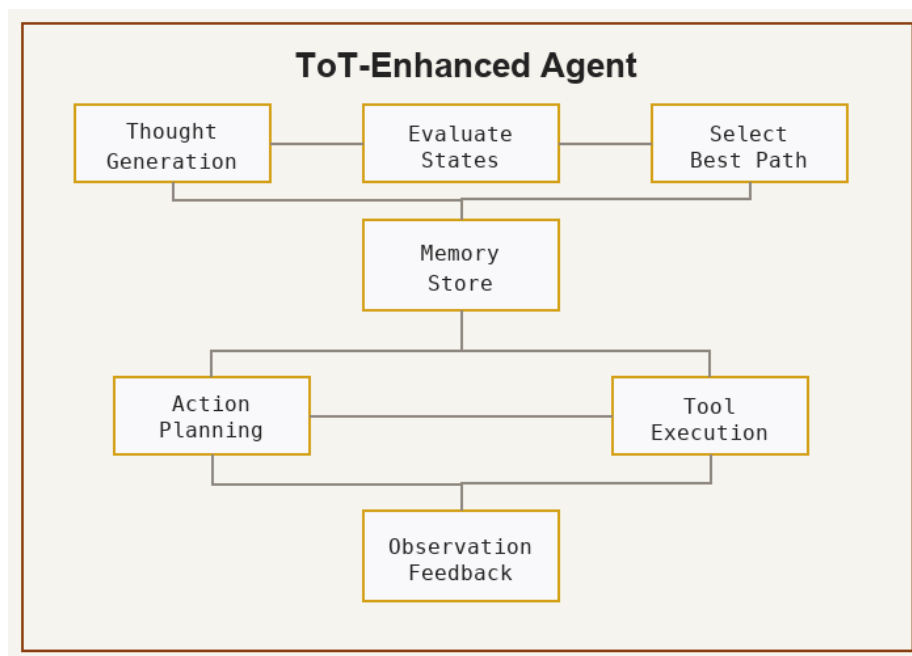 ToT-Enhanced Agent
Thought
Generation
Evaluate
States
Select
Best Path
Memory
Store
Action
Planning
Tool
Execution
Observation
Feedback